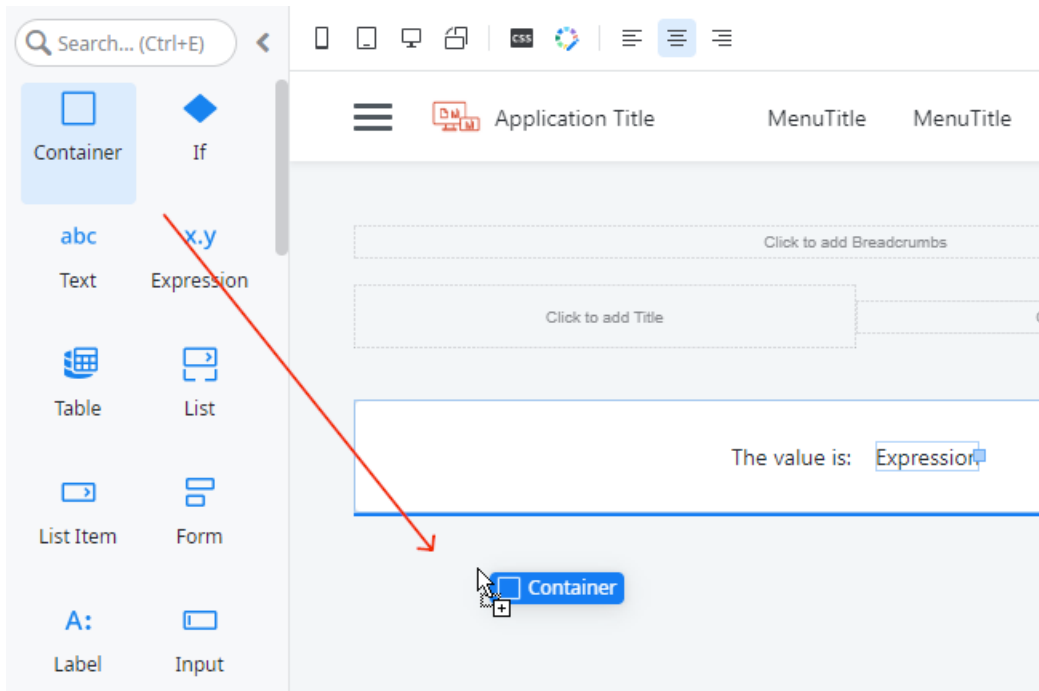 Search... (Ctrl+E)
css
Container
If
abc
x.y
Text
Expression
Table
List
List Item
Form
A:
Label
Input
Application Title
MenuTitle
MenuTitle
Click to add Breadcrumbs
Click to add Title
The value is: Expression
Container